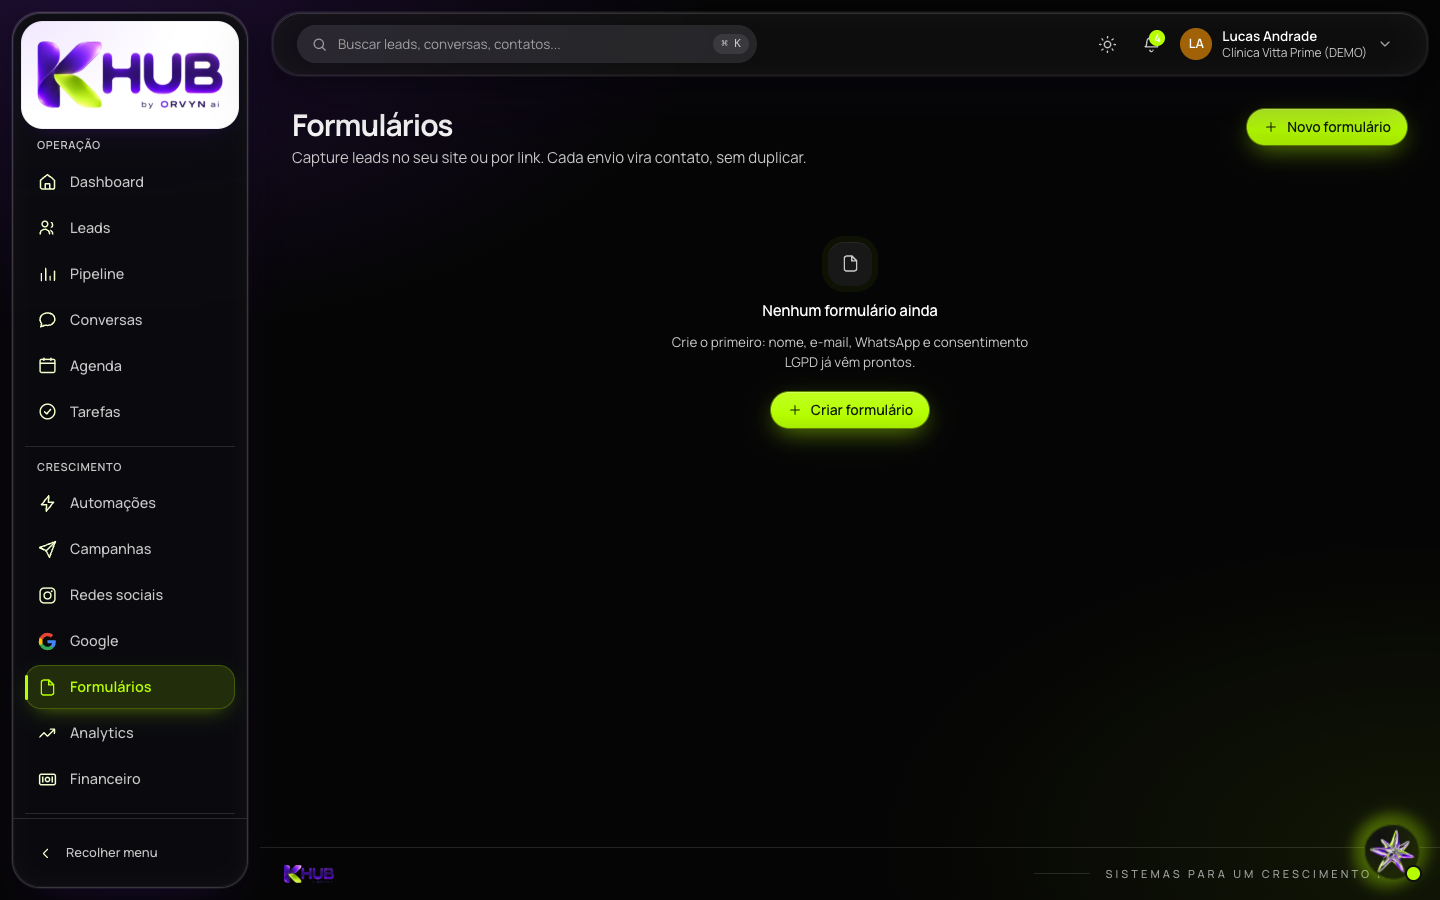 KHUB
by ORVYN ai
OPERAÇÃO
Dashboard
Leads
Pipeline
Conversas
Agenda
Tarefas
CRESCIMENTO
Automações
Campanhas
Redes sociais
Google
Formulários
Analytics
Financeiro
Recolher menu
Buscar leads, conversas, contatos...
⌘ K
4
LA
Lucas Andrade
Clínica Vitta Prime (DEMO)
Formulários
Capture leads no seu site ou por link. Cada envio vira contato, sem duplicar.
Novo formulário
Nenhum formulário ainda
Crie o primeiro: nome, e-mail, WhatsApp e consentimento
LGPD já vêm prontos.
Criar formulário
KHUB
SISTEMAS PARA UM CRESCIMENTO